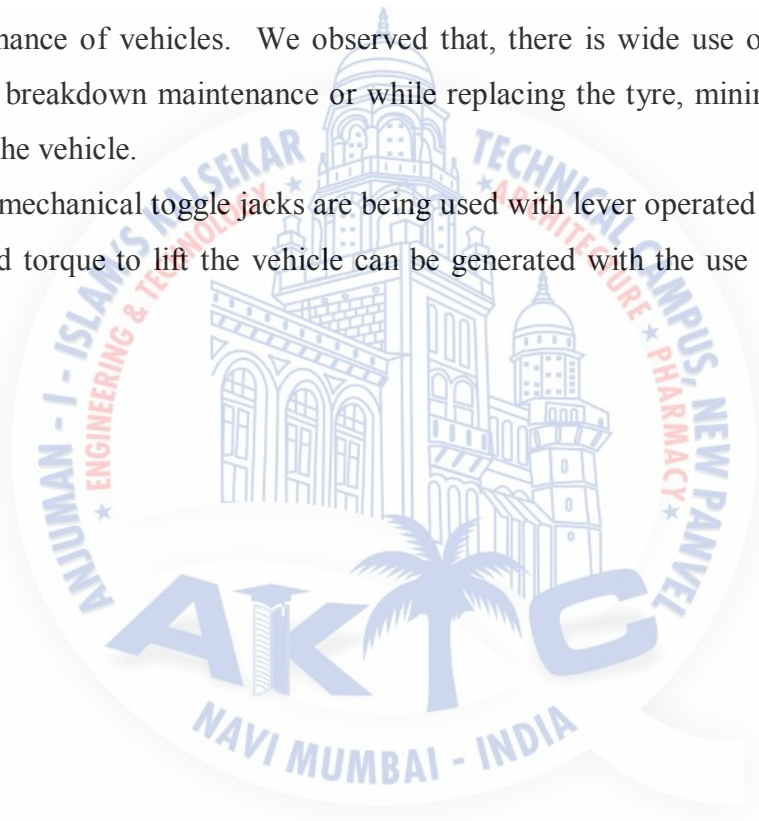 nance of vehicles. We observed that, there is wide use o
breakdown maintenance or while replacing the tyre, minin
he vehicle.
mechanical toggle jacks are being used with lever operated
d torque to lift the vehicle can be generated with the use
ANJUMAN - I - ISLAM'S KALSEKAR TECHNICAL CAMPUS, NEW PANVEL
ENGINEERING & TECHNOLOGY ★ ★ ARCHITECTURE ★ PHARMACY ★
AKTC
NAVI MUMBAI - INDIA